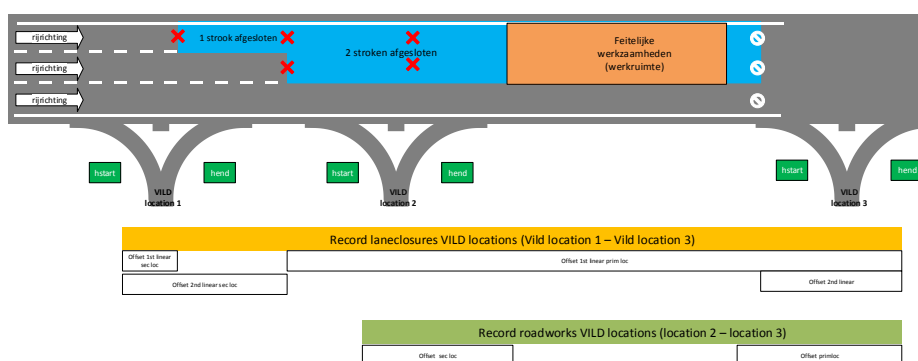 rijrichting
1 strook afgesloten
2 stroken afgesloten
Feitelijke
werkzaamheden
(werkruimte)
rijrichting
rijrichting
hstart
hend
hstart
hend
hstart
hend
VILD
location 1
VILD
location 2
VILD
location 3
Record laneclosures VILD locations (Vild location 1 – Vild location 3)
Offset 1st linear
sec loc
Offset 1st linear prim loc
Offset 2nd linear sec loc
Offset 2nd linear
Record roadworks VILD locations (location 2 – location 3)
Offset sec loc
Offset primloc